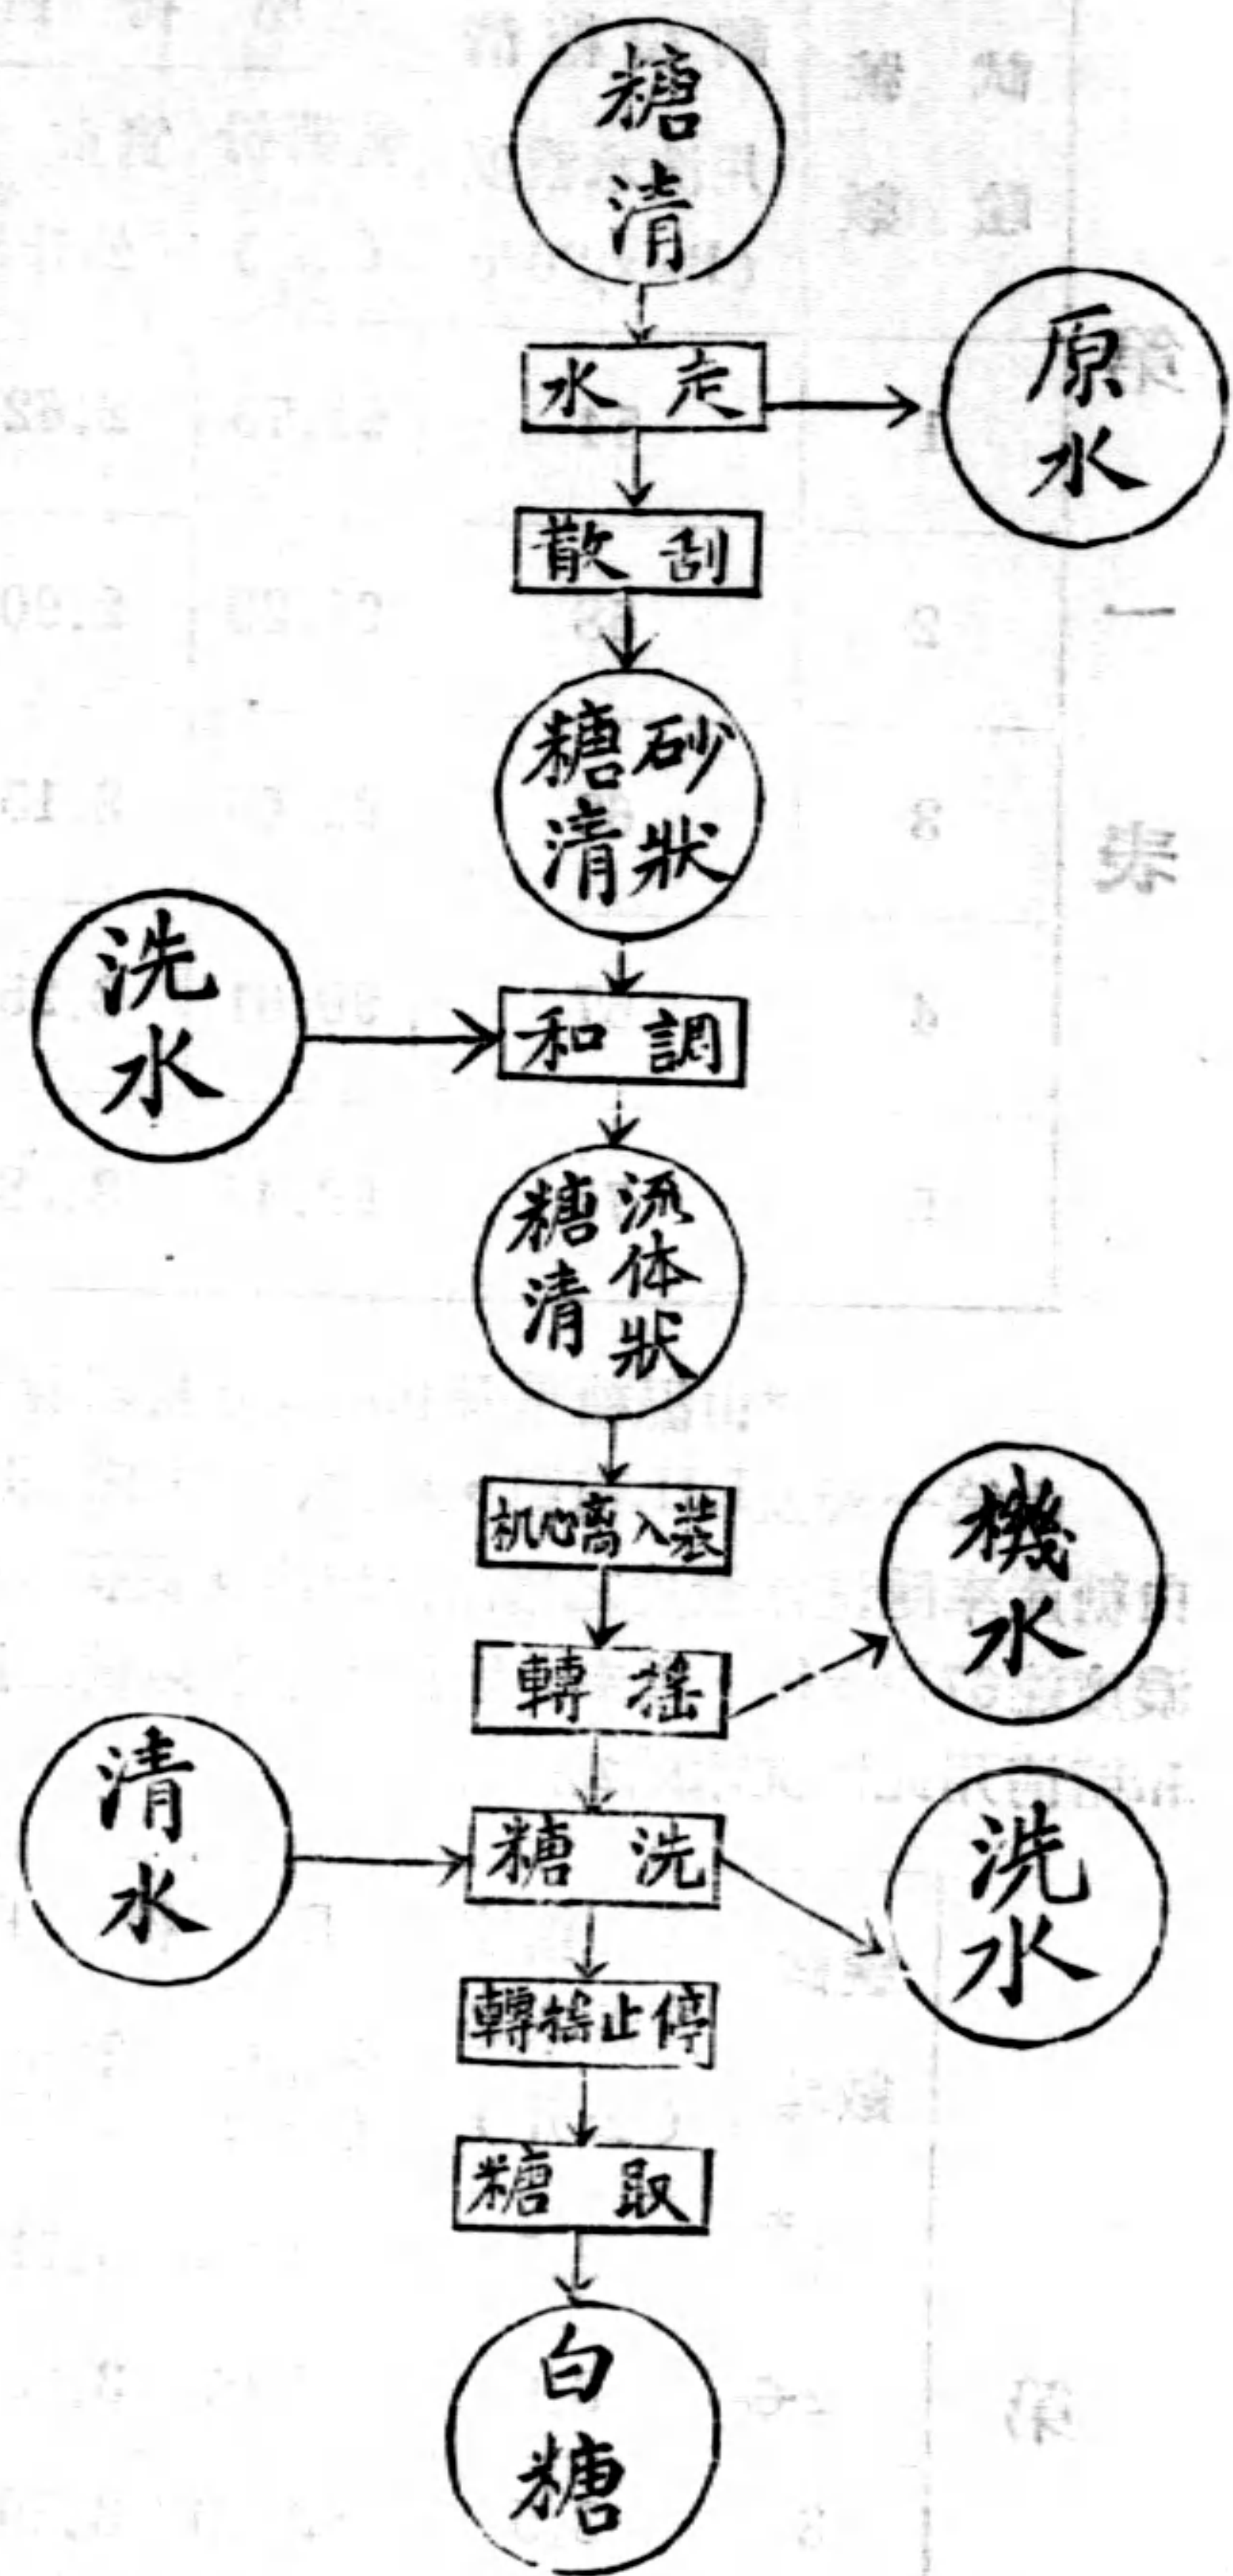 糖清
走水
原水
刮散
砂狀
糖清
洗水
調和
流体狀
糖清
裝入离心机
搖轉
機水
清水
洗糖
洗水
停止搖轉
取糖
白糖